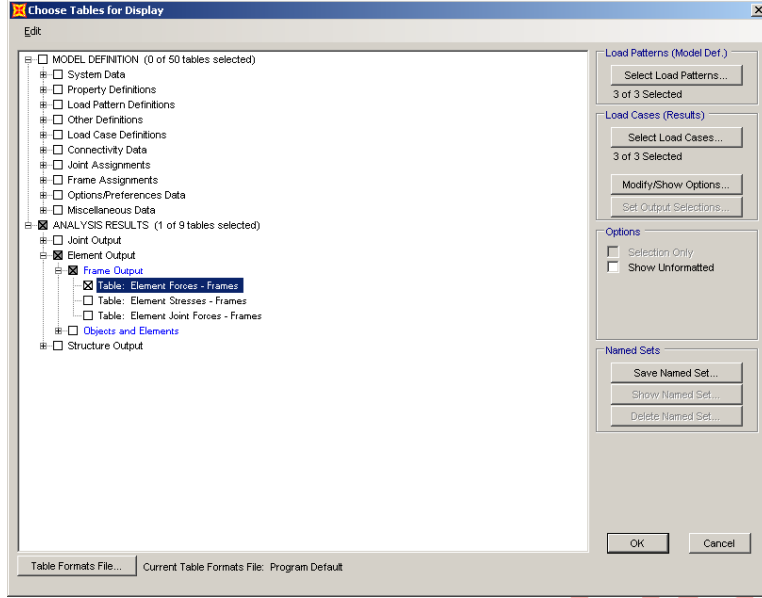 Choose Tables for Display
Edit
MODEL DEFINITION (0 of 50 tables selected)
System Data
Property Definitions
Load Pattern Definitions
Other Definitions
Load Case Definitions
Connectivity Data
Joint Assignments
Frame Assignments
Options/Preferences Data
Miscellaneous Data
ANALYSIS RESULTS (1 of 9 tables selected)
Joint Output
Element Output
Frame Output
Table: Element Forces - Frames
Table: Element Stresses - Frames
Table: Element Joint Forces - Frames
Objects and Elements
Structure Output
Load Patterns (Model Def.)
Select Load Patterns...
3 of 3 Selected
Load Cases (Results)
Select Load Cases...
3 of 3 Selected
Modify/Show Options...
Set Output Selections...
Options
Selection Only
Show Unformatted
Named Sets
Save Named Set...
Show Named Set...
Delete Named Set...
OK
Cancel
Table Formats File...
Current Table Formats File: Program Default